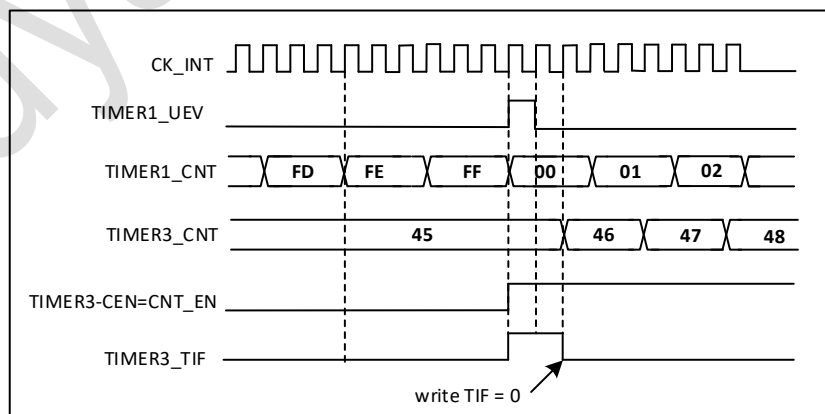 CK_INT
TIMER1_UEV
TIMER1_CNT FD FE FF 00 01 02
TIMER3_CNT 45 46 47 48
TIMER3-CEN=CNT_EN
TIMER3_TIF
write TIF = 0